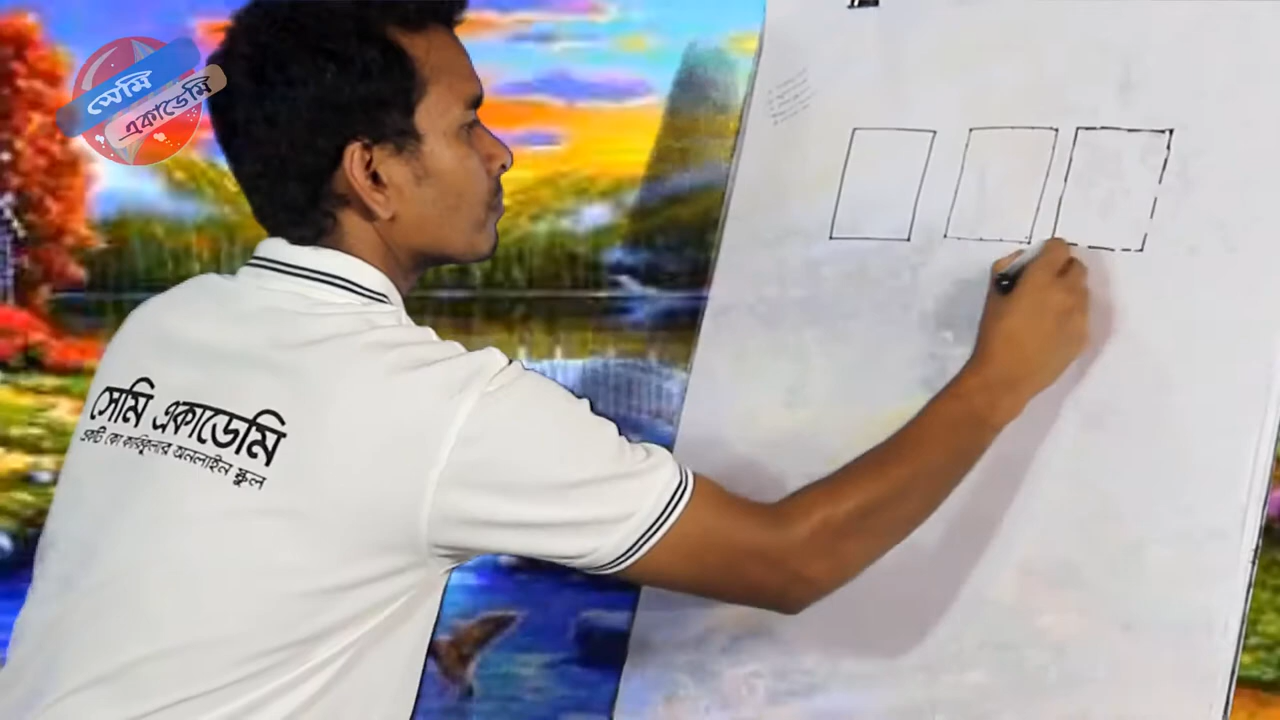 সেমি
একাডেমি
সেমি একাডেমি
একটি কো কারিকুলার অনলাইন স্কুল